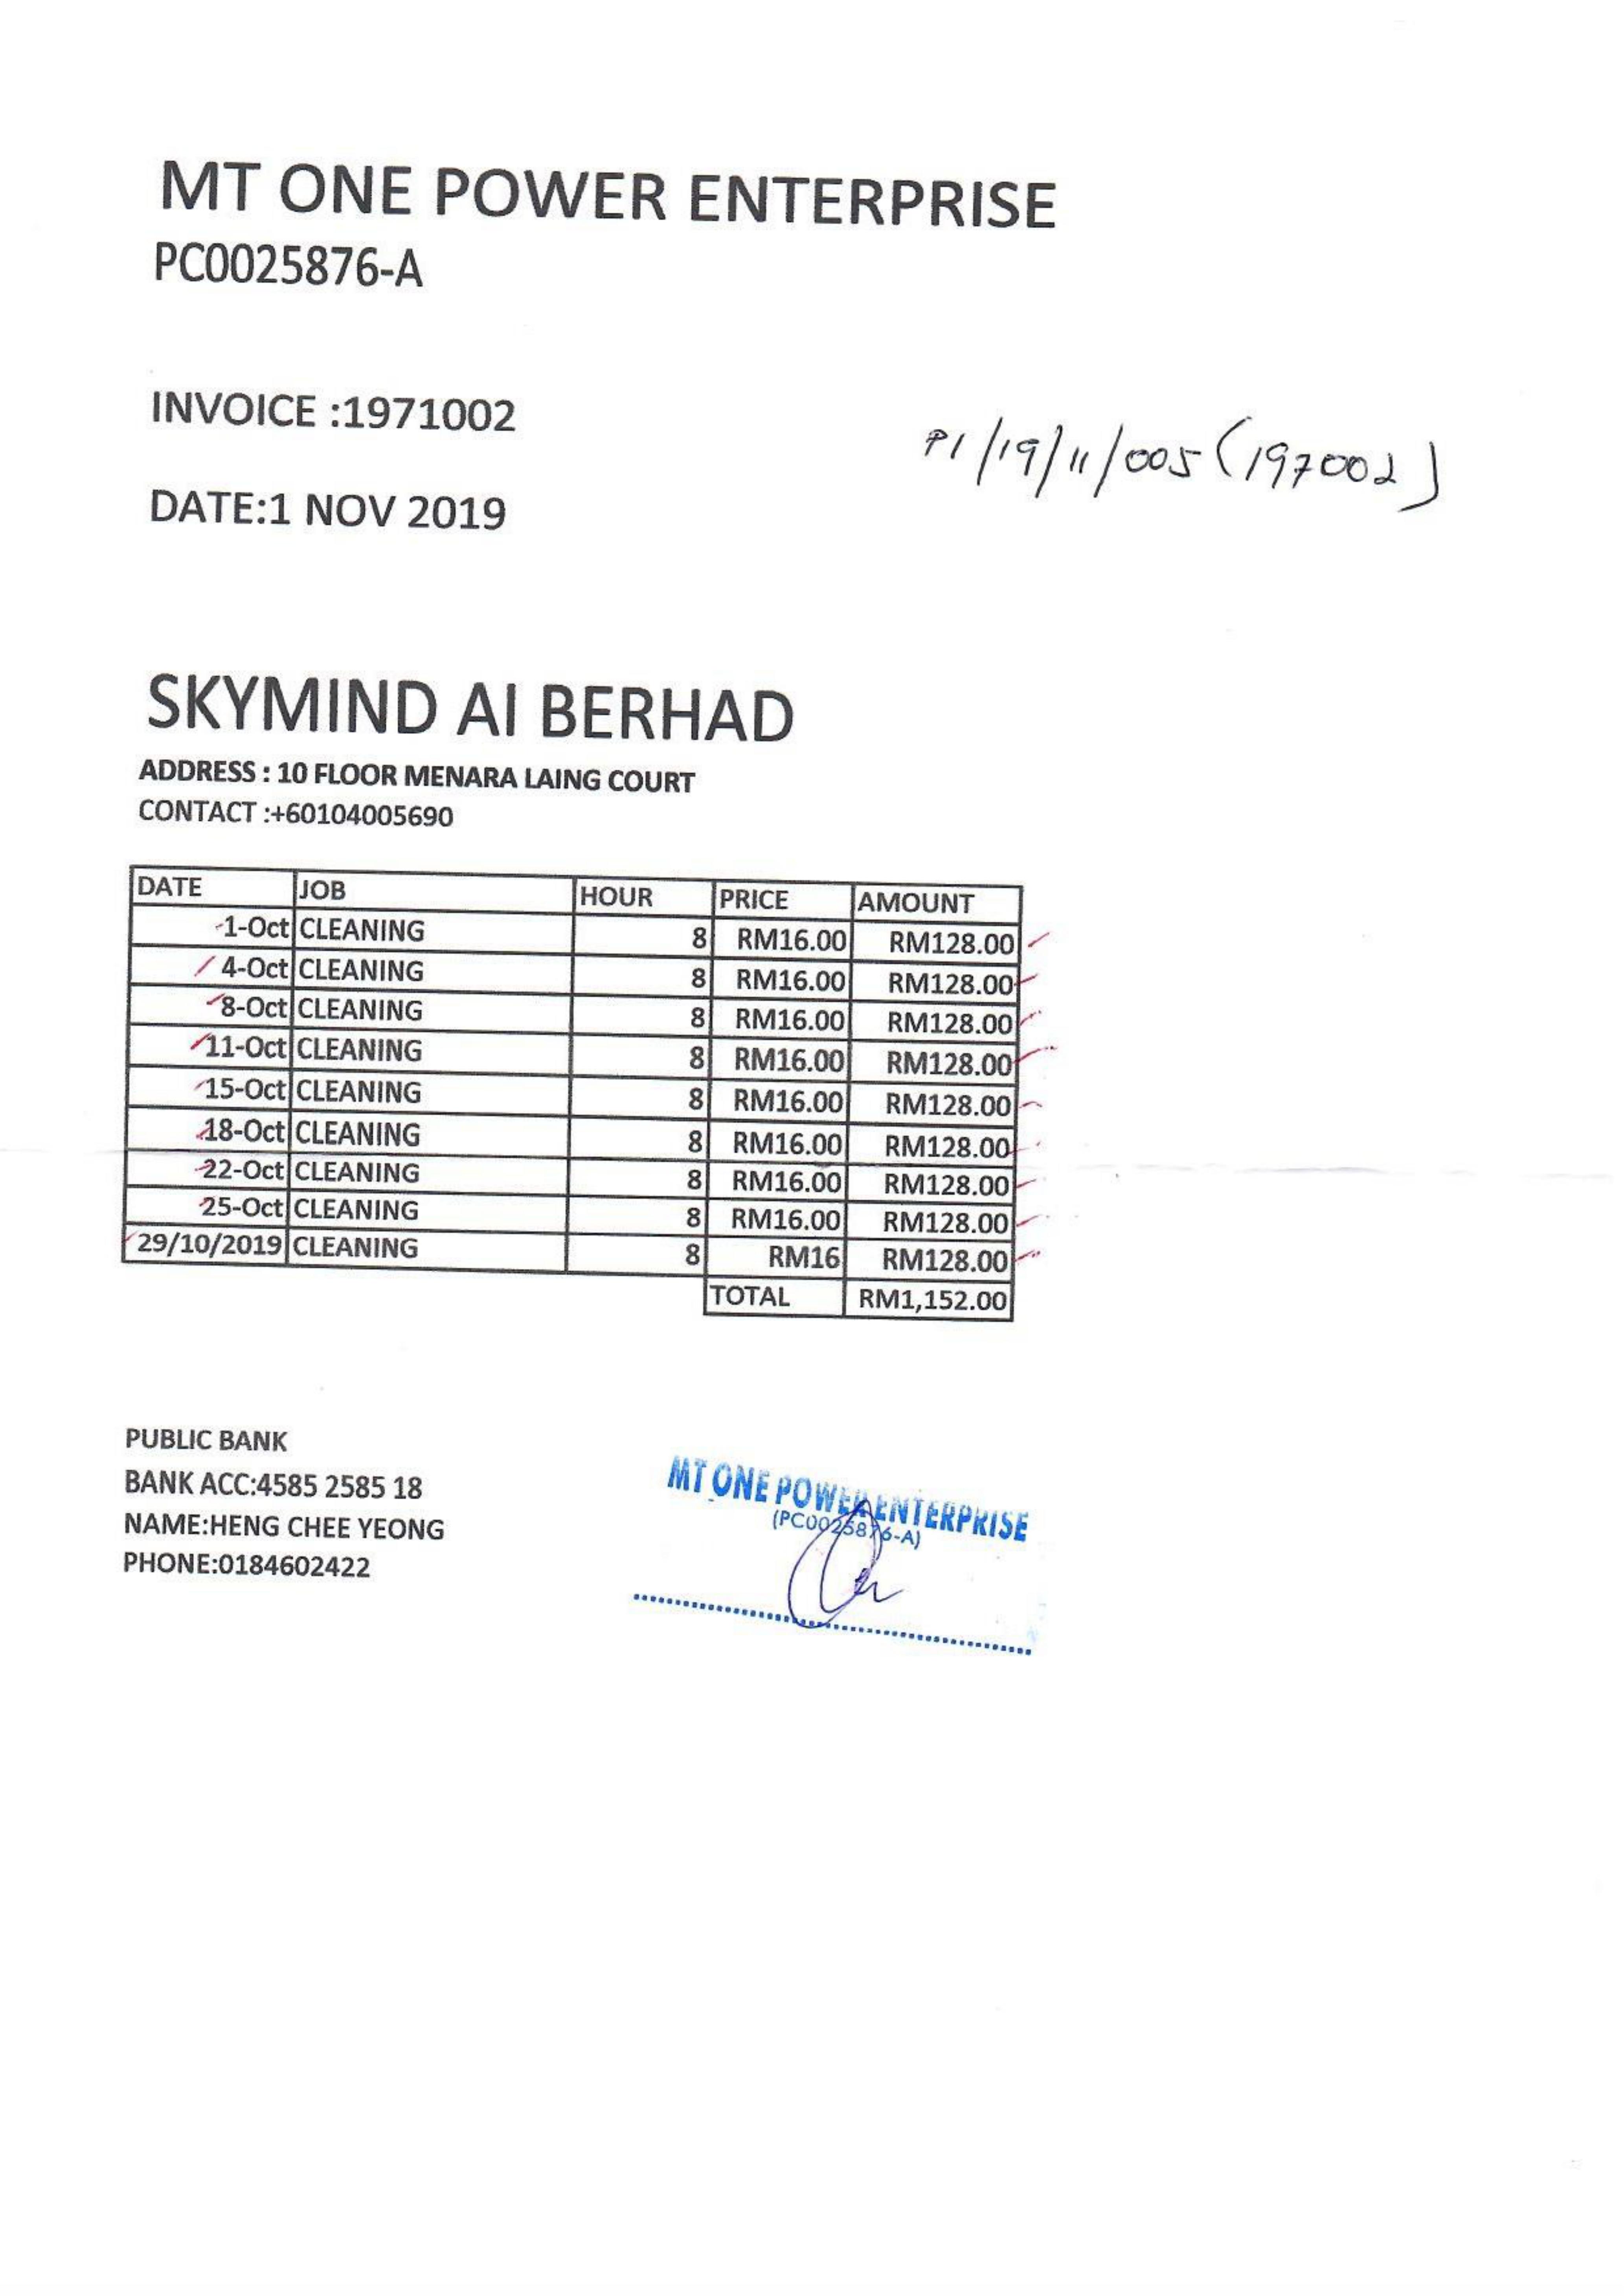 MT ONE POWER ENTERPRISE
PC0025876-A
INVOICE :1971002
P1/19/11/005 (197002)
DATE:1 NOV 2019
SKYMIND AI BERHAD
ADDRESS : 10 FLOOR MENARA LAING COURT
CONTACT :+60104005690
DATE JOB HOUR PRICE AMOUNT
1-Oct CLEANING 8 RM16.00 RM128.00
4-Oct CLEANING 8 RM16.00 RM128.00
8-Oct CLEANING 8 RM16.00 RM128.00
11-Oct CLEANING 8 RM16.00 RM128.00
15-Oct CLEANING 8 RM16.00 RM128.00
18-Oct CLEANING 8 RM16.00 RM128.00
22-Oct CLEANING 8 RM16.00 RM128.00
25-Oct CLEANING 8 RM16.00 RM128.00
29/10/2019 CLEANING 8 RM16 RM128.00
TOTAL RM1,152.00
PUBLIC BANK
BANK ACC:4585 2585 18
NAME:HENG CHEE YEONG
PHONE:0184602422
MT ONE POWER ENTERPRISE
(PC0025876-A)